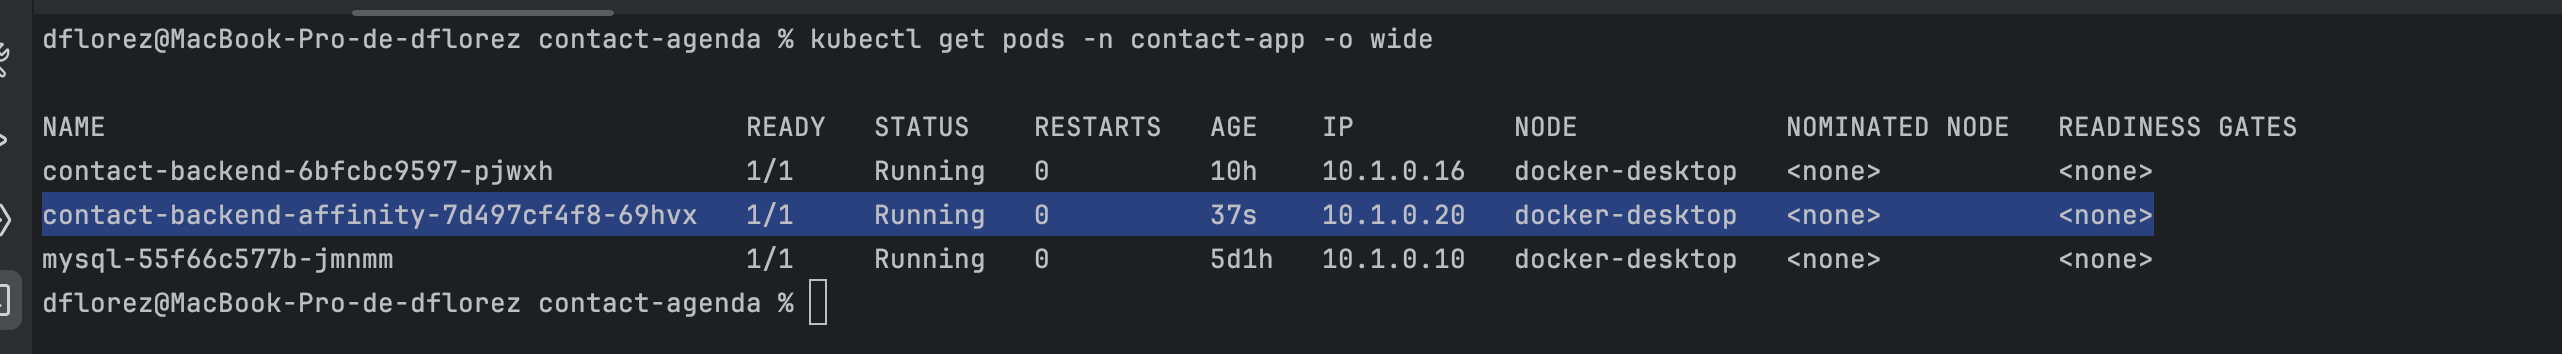 dflorez@MacBook-Pro-de-dflorez contact-agenda % kubectl get pods -n contact-app -o wide
NAME READY STATUS RESTARTS AGE IP NODE NOMINATED NODE READINESS GATES
contact-backend-6bfcbc9597-pjwxh 1/1 Running 0 10h 10.1.0.16 docker-desktop <none> <none>
contact-backend-affinity-7d497cf4f8-69hvx 1/1 Running 0 37s 10.1.0.20 docker-desktop <none> <none>
mysql-55f66c577b-jmnmm 1/1 Running 0 5d1h 10.1.0.10 docker-desktop <none> <none>
dflorez@MacBook-Pro-de-dflorez contact-agenda %